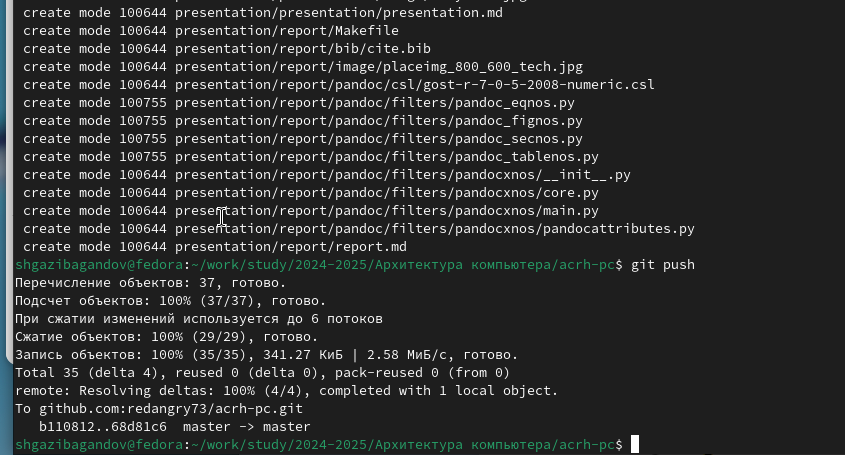 create mode 100644 presentation/presentation/presentation.md
create mode 100644 presentation/report/Makefile
create mode 100644 presentation/report/bib/cite.bib
create mode 100644 presentation/report/image/placeimg_800_600_tech.jpg
create mode 100644 presentation/report/pandoc/csl/gost-r-7-0-5-2008-numeric.csl
create mode 100755 presentation/report/pandoc/filters/pandoc_eqnos.py
create mode 100755 presentation/report/pandoc/filters/pandoc_fignos.py
create mode 100755 presentation/report/pandoc/filters/pandoc_secnos.py
create mode 100755 presentation/report/pandoc/filters/pandoc_tablenos.py
create mode 100644 presentation/report/pandoc/filters/pandocxnos/__init__.py
create mode 100644 presentation/report/pandoc/filters/pandocxnos/core.py
create mode 100644 presentation/report/pandoc/filters/pandocxnos/main.py
create mode 100644 presentation/report/pandoc/filters/pandocxnos/pandocattributes.py
create mode 100644 presentation/report/report.md
shgazibagandov@fedora:~/work/study/2024-2025/Архитектура компьютера/acrh-pc$ git push
Перечисление объектов: 37, готово.
Подсчет объектов: 100% (37/37), готово.
При сжатии изменений используется до 6 потоков
Сжатие объектов: 100% (29/29), готово.
Запись объектов: 100% (35/35), 341.27 КиБ | 2.58 МиБ/с, готово.
Total 35 (delta 4), reused 0 (delta 0), pack-reused 0 (from 0)
remote: Resolving deltas: 100% (4/4), completed with 1 local object.
To github.com:redangry73/acrh-pc.git
b110812..68d81c6  master -> master
shgazibagandov@fedora:~/work/study/2024-2025/Архитектура компьютера/acrh-pc$